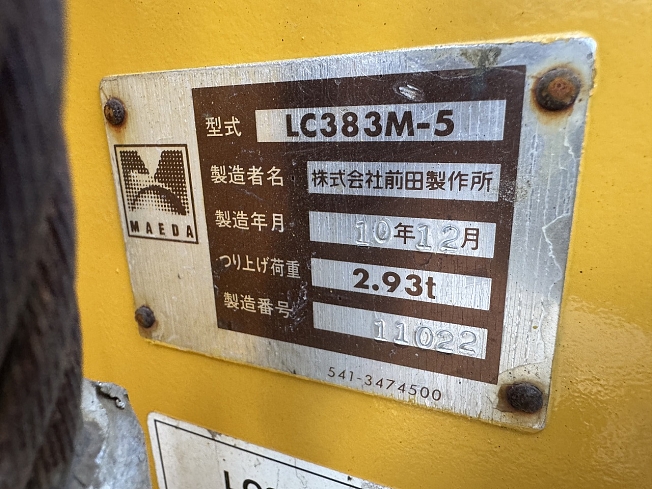 型式 LC383M-5
製造者名 株式会社前田製作所
製造年月 10年12月
つり上げ荷重 2.93t
製造番号 11022
MAEDA
541-3474500